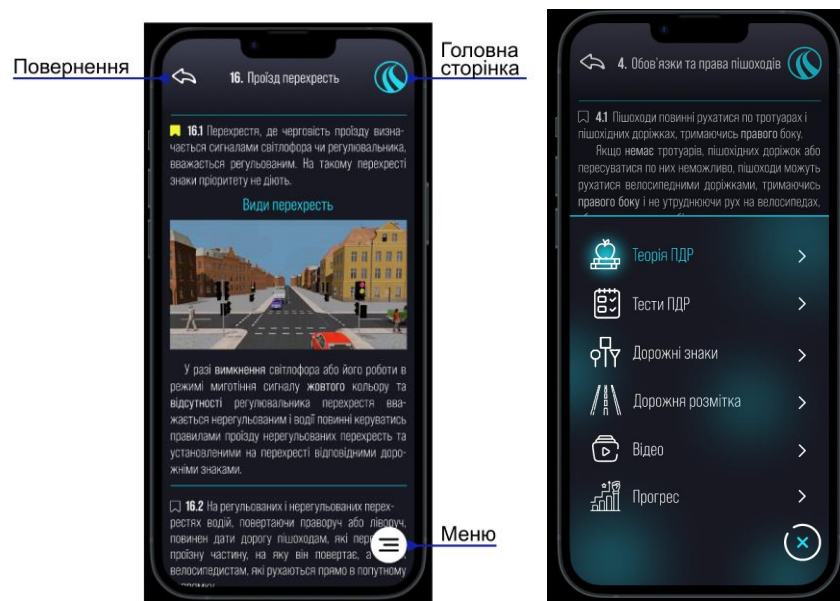 Повернення
Головна
сторінка
16. Проїзд перехресть
16.1 Перехрестя, де черговість проїзду визна-
чається сигналами світлофора чи регулювальника,
вважається регульованим. На такому перехресті
знаки пріоритету не діють.
Види перехресть
У разі вимкнення світлофора або його роботи в
режимі миготіння сигналу жовтого кольору та
відсутності регулювальника перехрестя вва-
жається нерегульованим і водії повинні керуватись
правилами проїзду нерегульованих перехресть та
установленими на перехресті відповідними доро-
жніми знаками.
16.2 На регульованих і нерегульованих перех-
рестях водій, повертаючи праворуч або ліворуч,
повинен дати дорогу пішоходам, які
проїзну частину, на яку він повертає, а
велосипедистам, які рухаються прямо в попутному
Меню
4. Обов'язки та права пішоходів
4.1 Пішоходи повинні рухатися по тротуарах і
пішохідних доріжках, тримаючись правого боку.
Якщо немає тротуарів, пішохідних доріжок або
пересуватися по них неможливо, пішоходи можуть
рухатися велосипедними доріжками, тримаючись
правого боку і не утруднюючи рух на велосипедах,
Теорія ПДР
Тести ПДР
Дорожні знаки
Дорожня розмітка
Відео
Прогрес